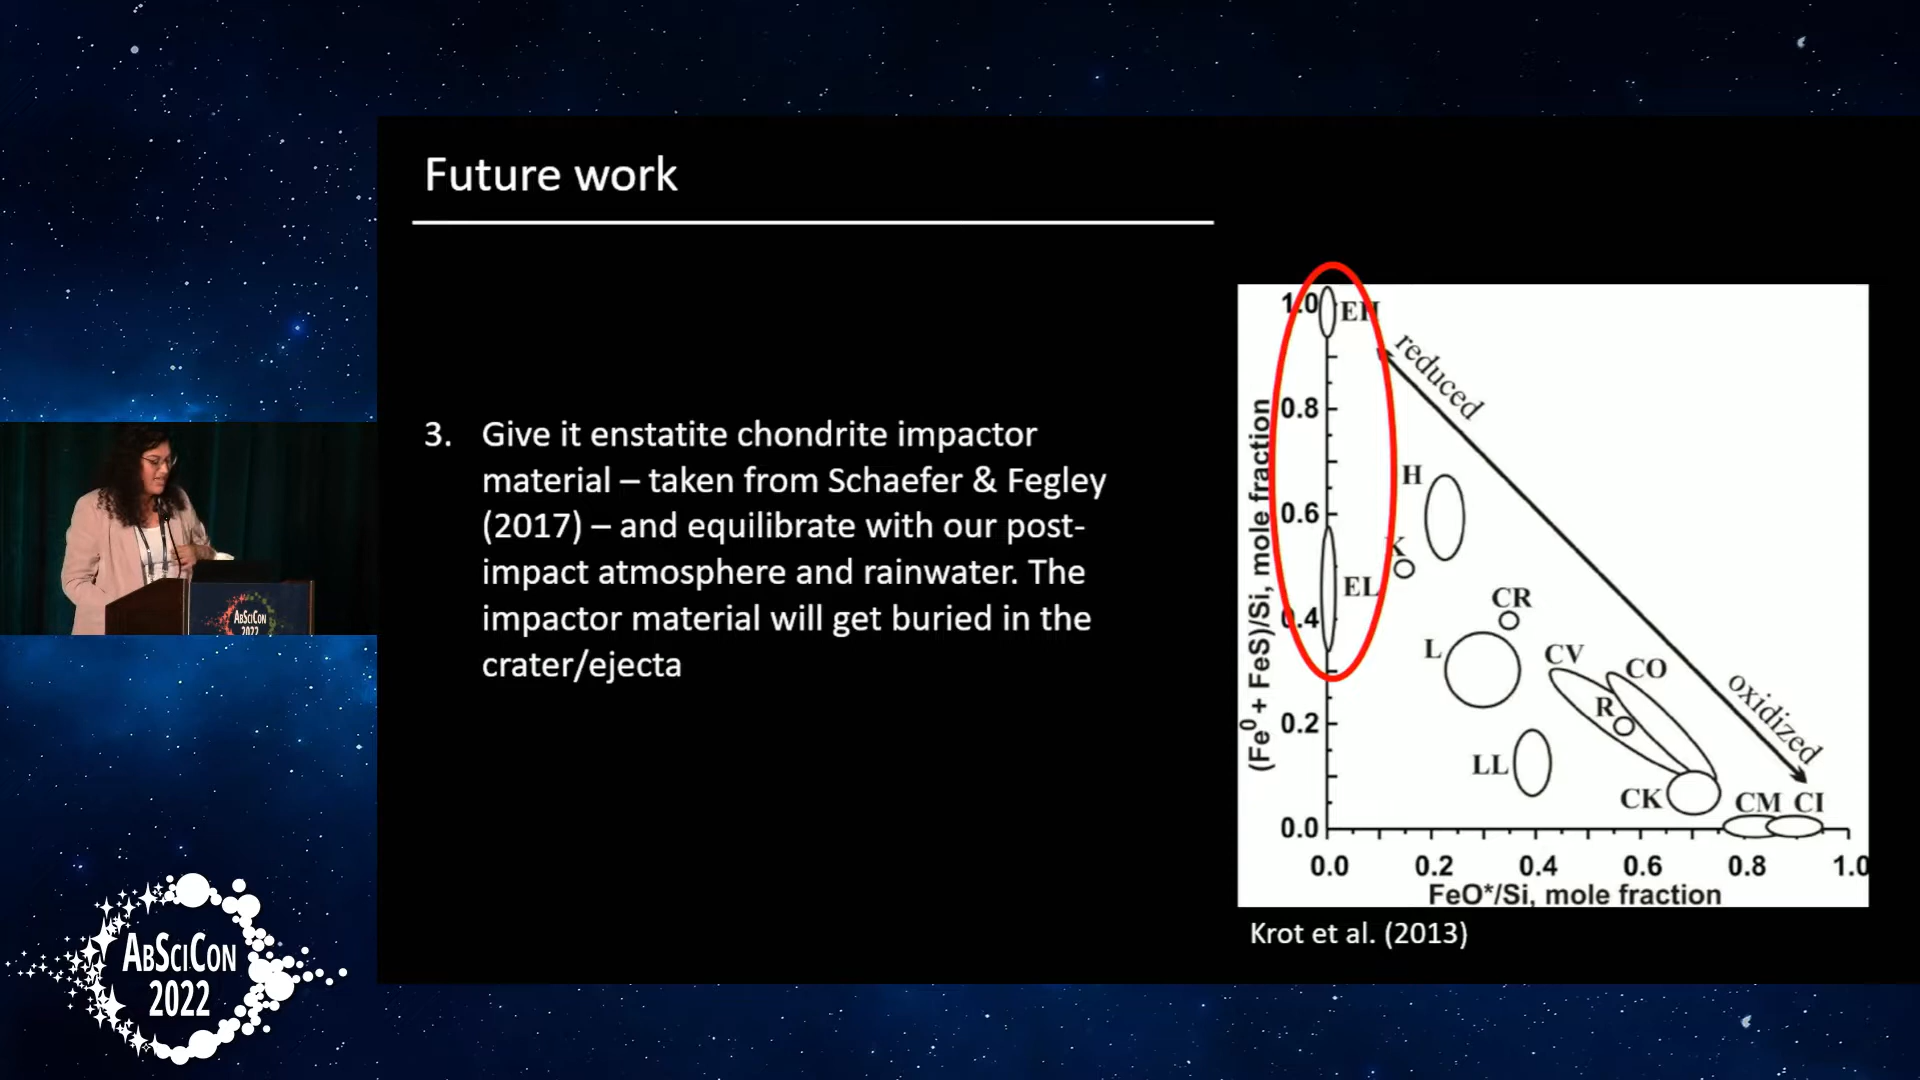 Future work
3. Give it enstatite chondrite impactor
material – taken from Schaefer & Fegley
(2017) – and equilibrate with our post-
impact atmosphere and rainwater. The
impactor material will get buried in the
crater/ejecta
(Fe⁰ + FeS)/Si, mole fraction
1.0
0.8
0.6
0.4
0.2
0.0
EH
reduced
H
K
EL
CR
L
CV
CO
R
oxidized
LL
CK
CM
CI
0.0 0.2 0.4 0.6 0.8 1.0
FeO*/Si, mole fraction
Krot et al. (2013)
ABSCICON
2022
ABSCICON
2022